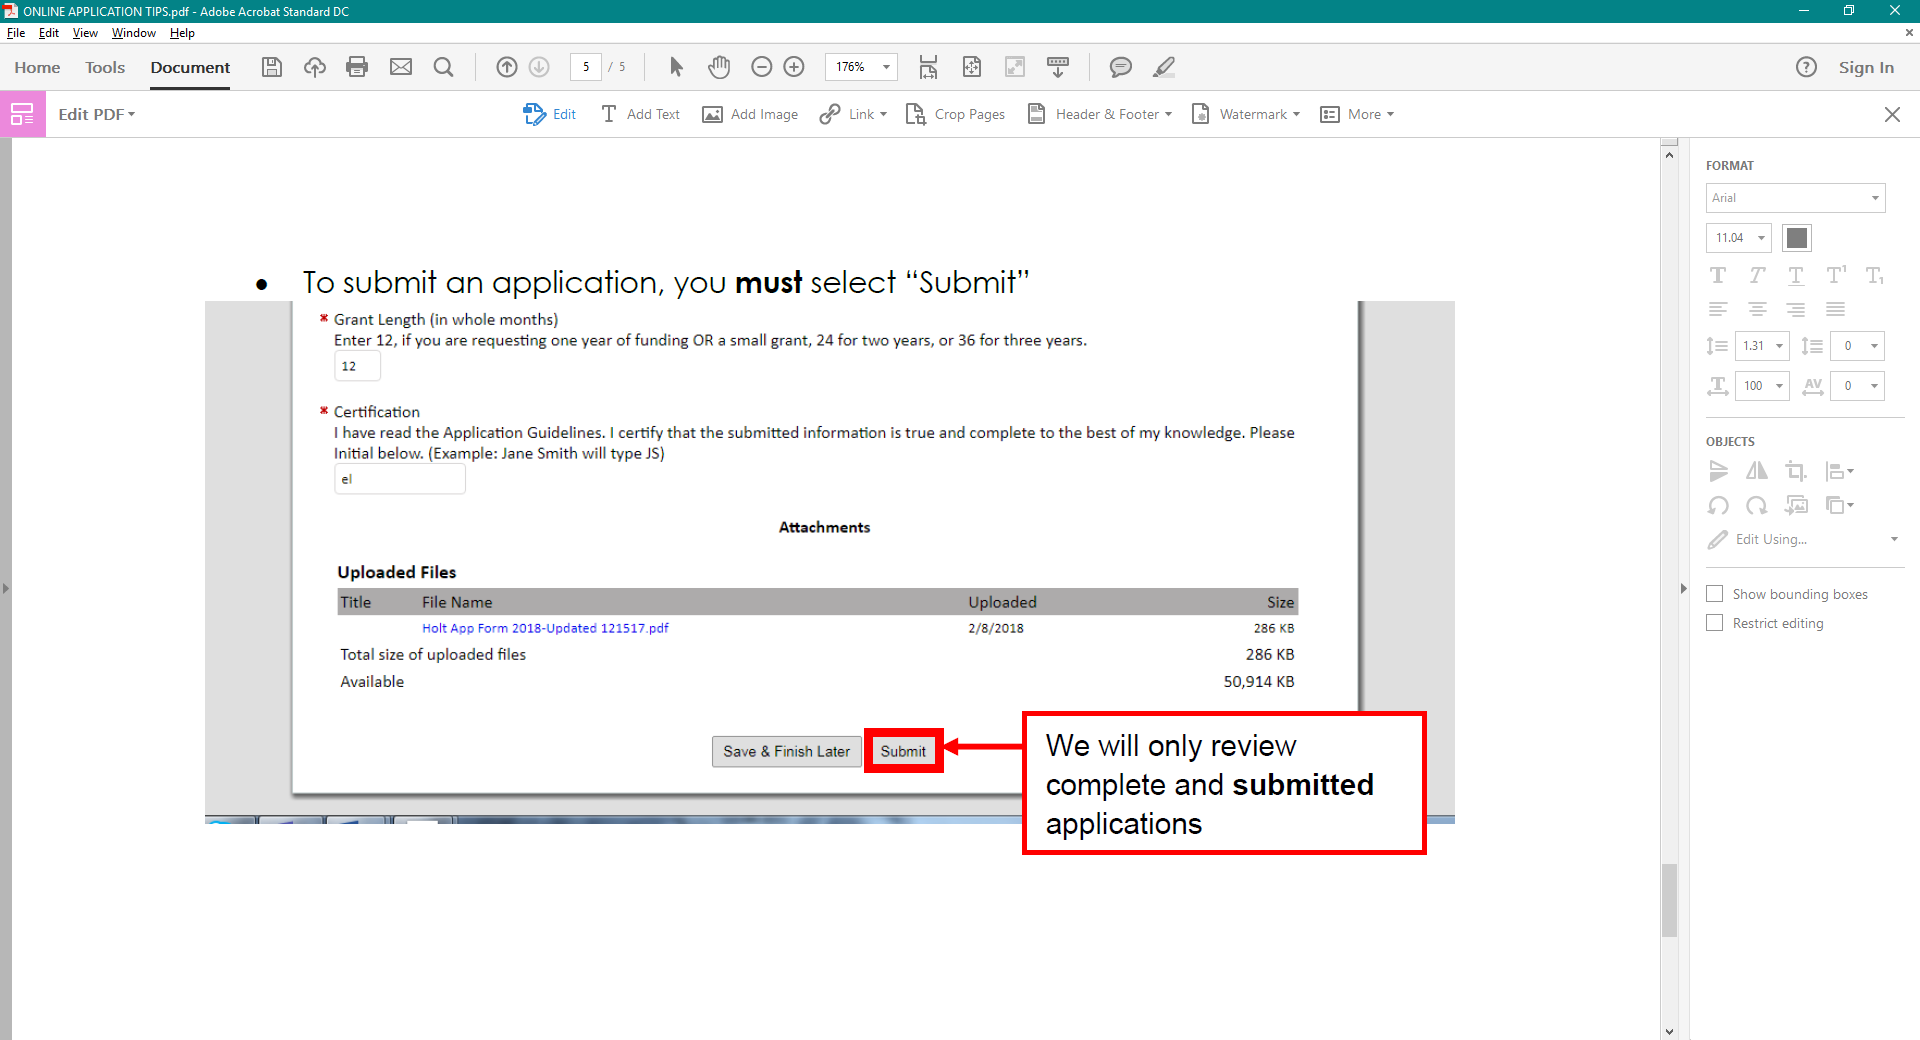 ONLINE APPLICATION TIPS.pdf - Adobe Acrobat Standard DC
File Edit View Window Help
Home Tools Document 5 / 5 176% Sign In
Edit PDF Edit Add Text Add Image Link Crop Pages Header & Footer Watermark More
FORMAT
Arial
11.04
1.31 0
100 0
OBJECTS
Edit Using...
Show bounding boxes
Restrict editing
• To submit an application, you must select “Submit”
* Grant Length (in whole months)
Enter 12, if you are requesting one year of funding OR a small grant, 24 for two years, or 36 for three years.
12
* Certification
I have read the Application Guidelines. I certify that the submitted information is true and complete to the best of my knowledge. Please
Initial below. (Example: Jane Smith will type JS)
el
Attachments
Uploaded Files
Title File Name Uploaded Size
Holt App Form 2018-Updated 121517.pdf 2/8/2018 286 KB
Total size of uploaded files 286 KB
Available 50,914 KB
Save & Finish Later Submit
We will only review
complete and submitted
applications